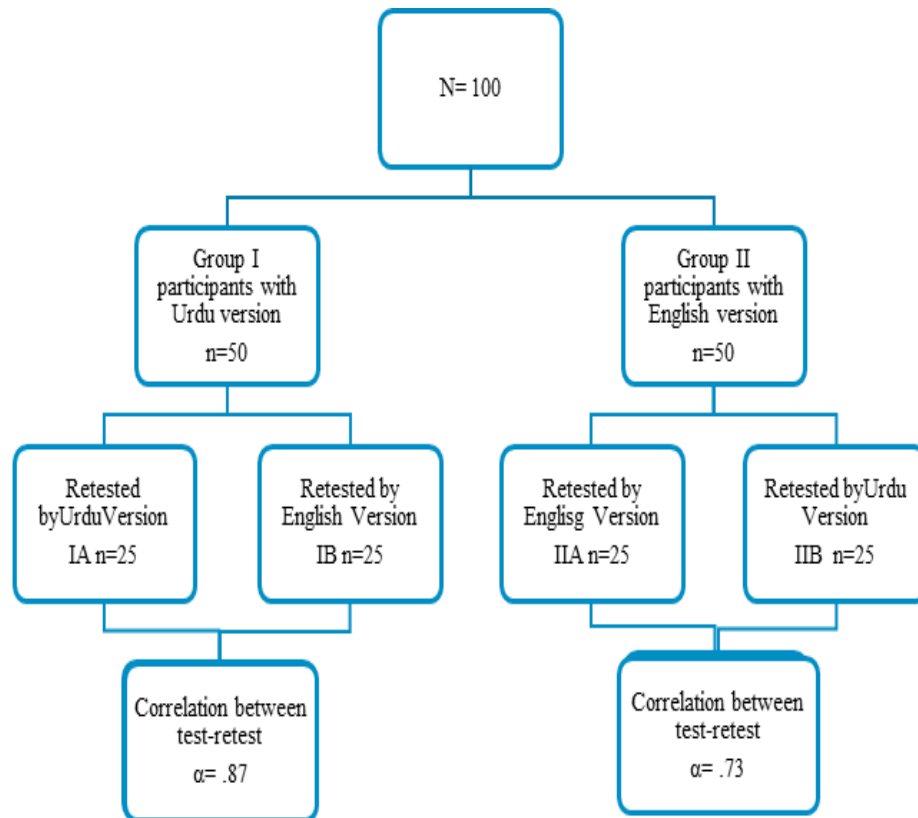 N= 100
Group I
participants with
Urdu version
n=50
Group II
participants with
English version
n=50
Retested
byUrduVersion
IA n=25
Retested by
English Version
IB n=25
Retested by
Englisg Version
IIA n=25
Retested byUrdu
Version
IIB n=25
Correlation between
test-retest
α= .87
Correlation between
test-retest
α= .73